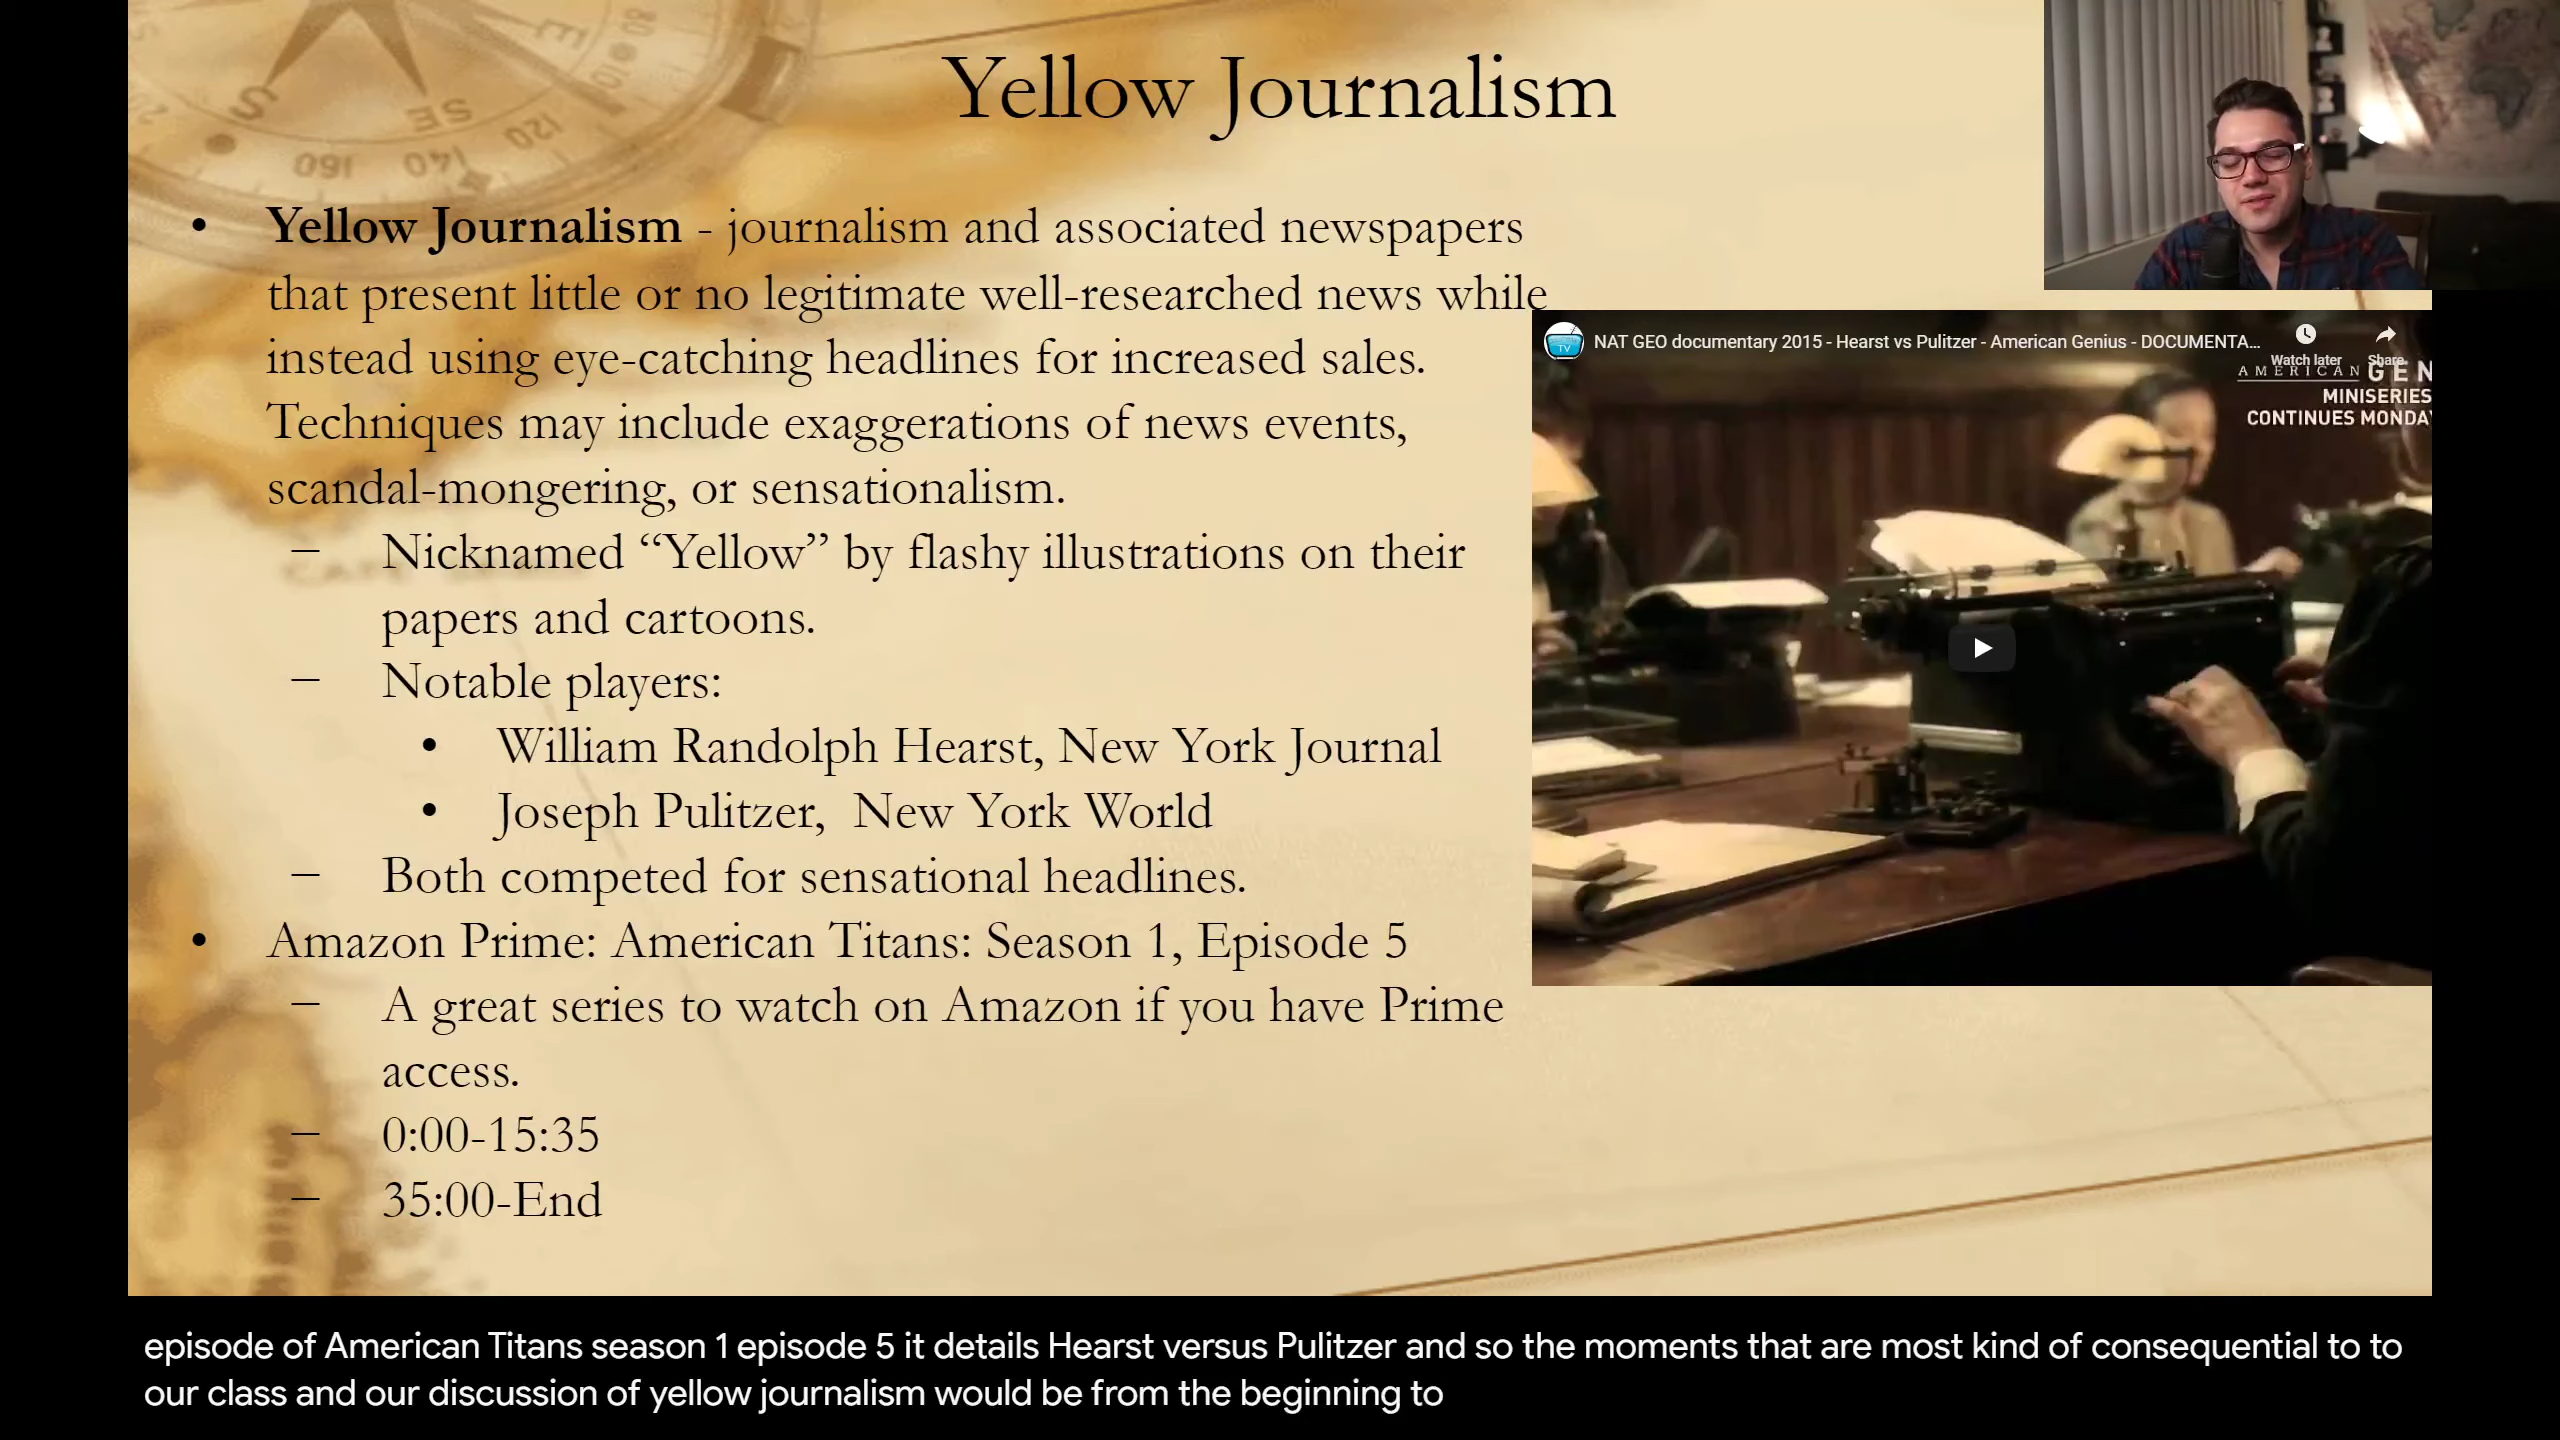 Yellow Journalism
• Yellow Journalism - journalism and associated newspapers
that present little or no legitimate well-researched news while
instead using eye-catching headlines for increased sales.
Techniques may include exaggerations of news events,
scandal-mongering, or sensationalism.
– Nicknamed “Yellow” by flashy illustrations on their
papers and cartoons.
– Notable players:
• William Randolph Hearst, New York Journal
• Joseph Pulitzer,  New York World
– Both competed for sensational headlines.
• Amazon Prime: American Titans: Season 1, Episode 5
– A great series to watch on Amazon if you have Prime
access.
– 0:00-15:35
– 35:00-End
TV
NAT GEO documentary 2015 - Hearst vs Pulitzer - American Genius - DOCUMENTA...
Watch later
Share
AMERICAN GEN
MINISERIES
CONTINUES MONDAY
S
SE
E
160
140
120
episode of American Titans season 1 episode 5 it details Hearst versus Pulitzer and so the moments that are most kind of consequential to to
our class and our discussion of yellow journalism would be from the beginning to